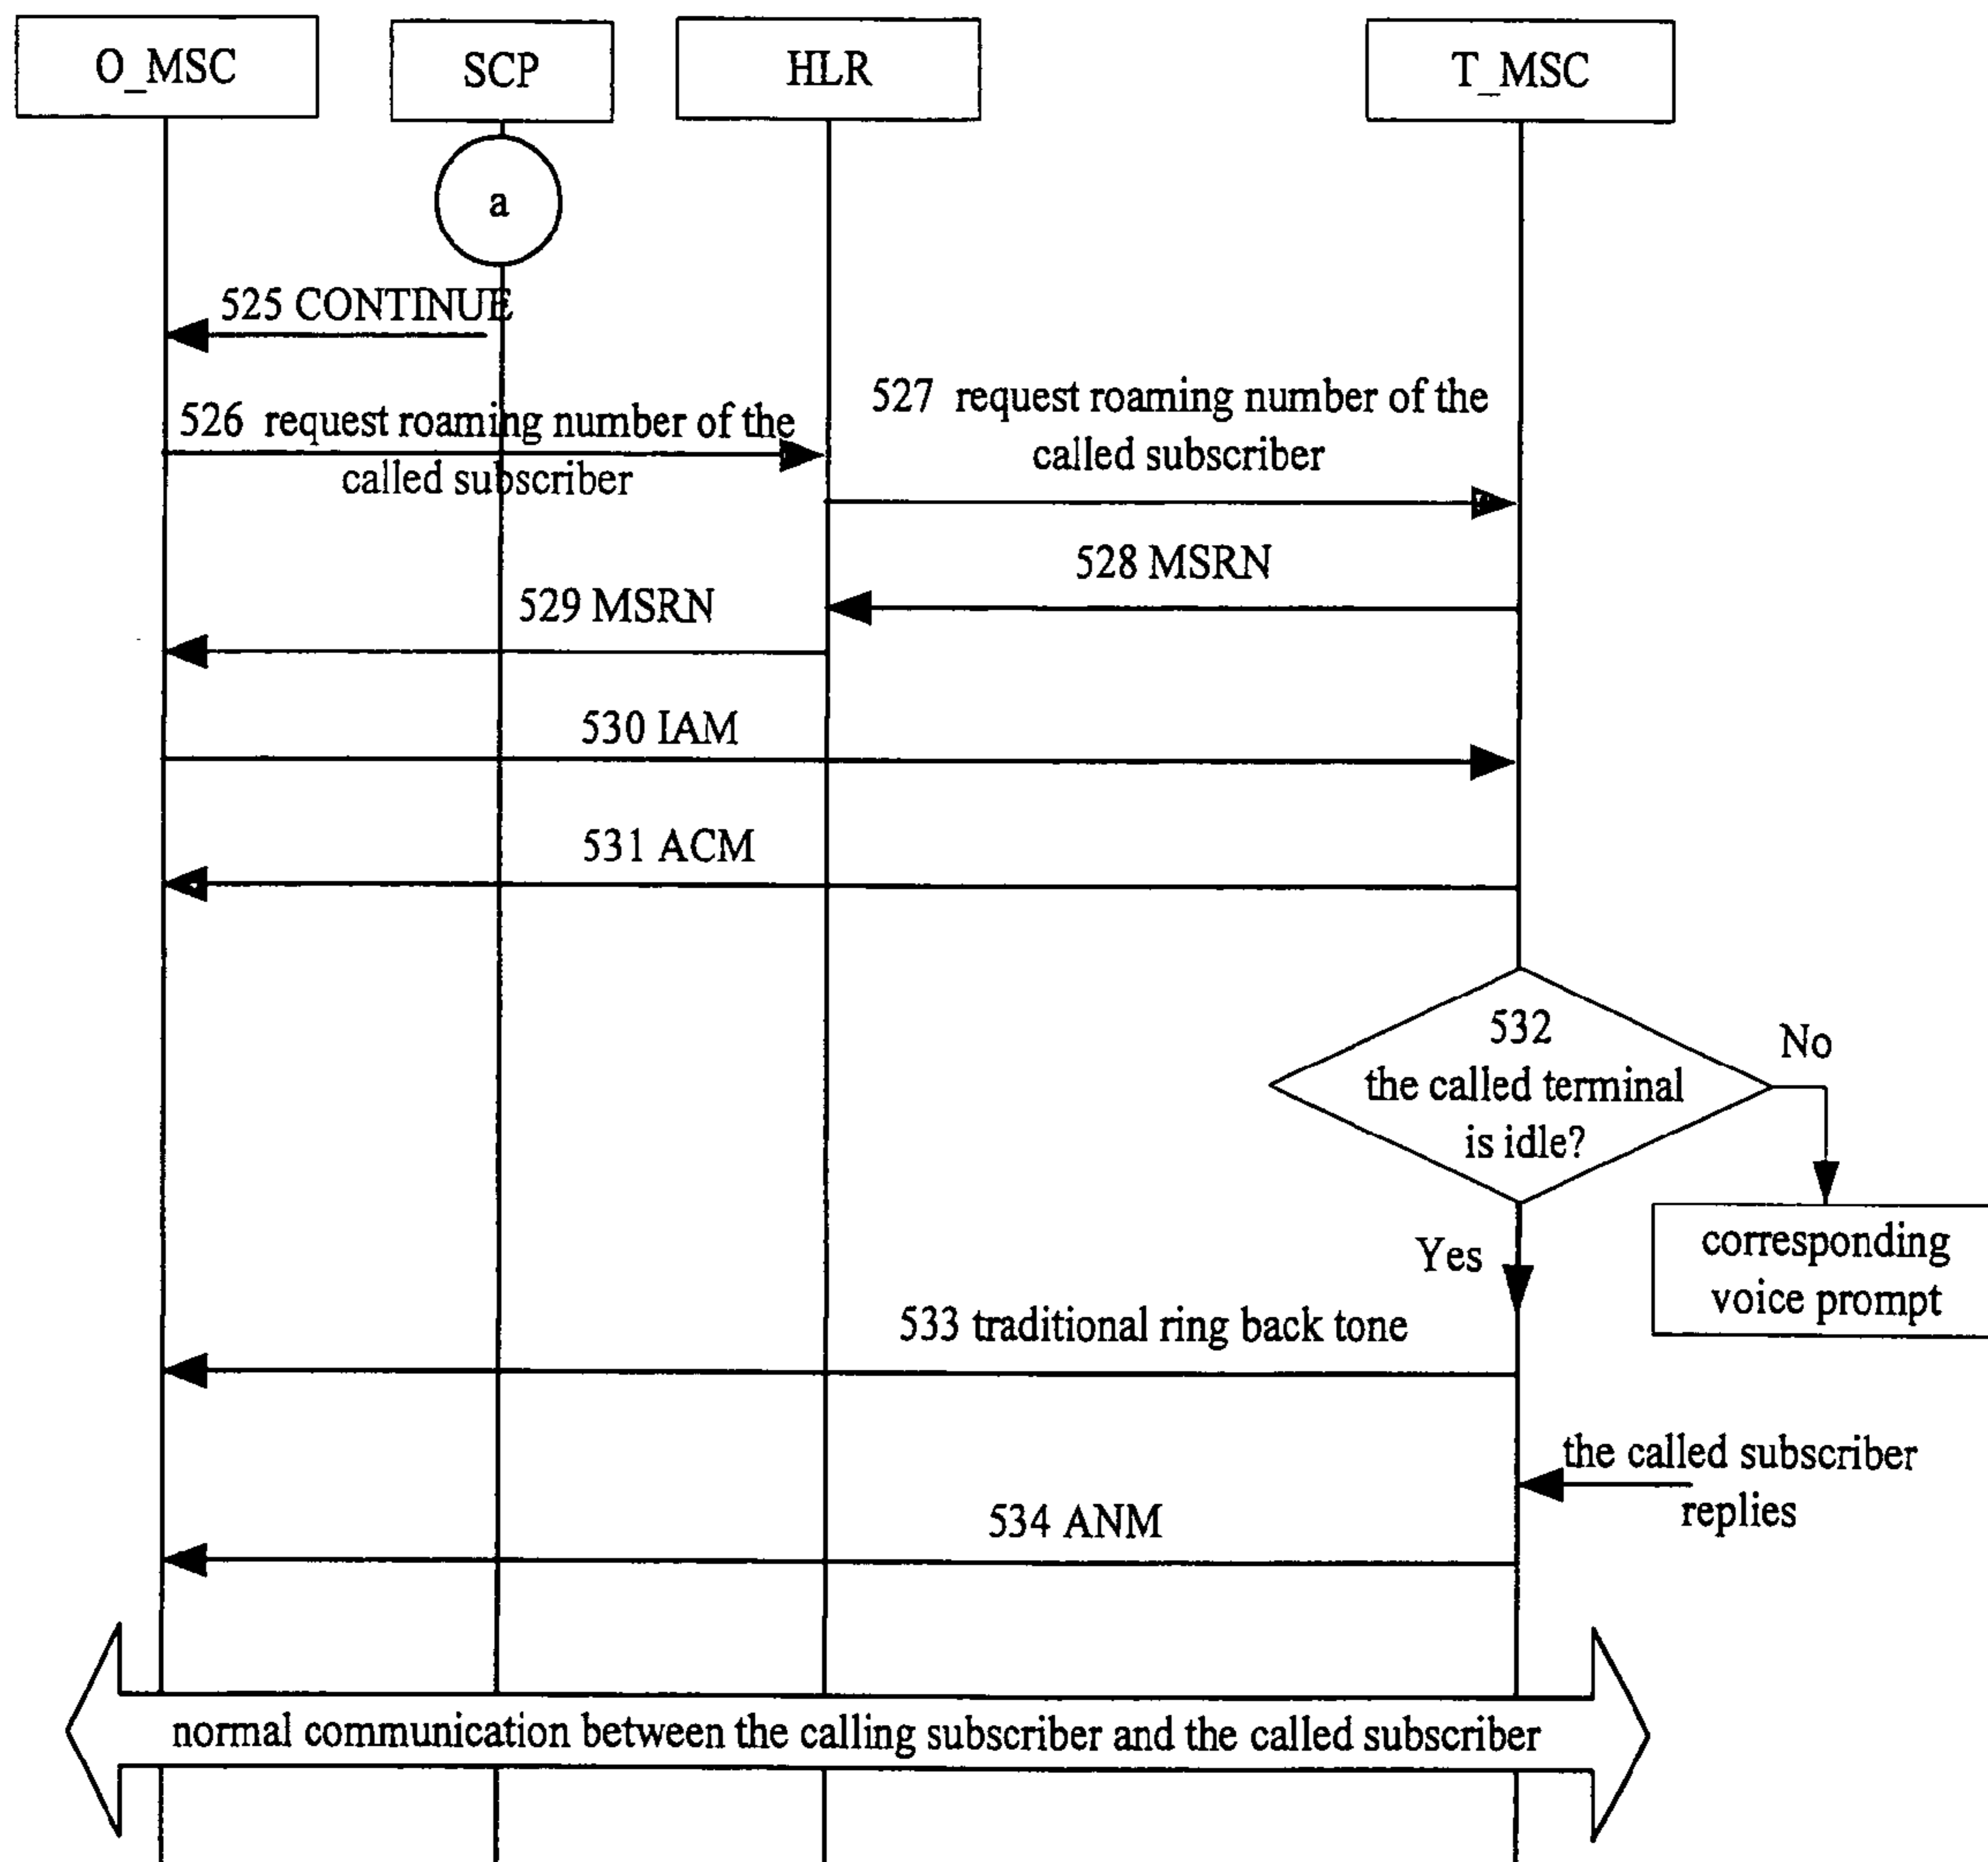 O_MSC
SCP
HLR
T_MSC
a
525 CONTINUE
526 request roaming number of the
called subscriber
527 request roaming number of the
called subscriber
528 MSRN
529 MSRN
530 IAM
531 ACM
532
the called terminal
is idle?
No
Yes
corresponding
voice prompt
533 traditional ring back tone
the called subscriber
replies
534 ANM
normal communication between the calling subscriber and the called subscriber